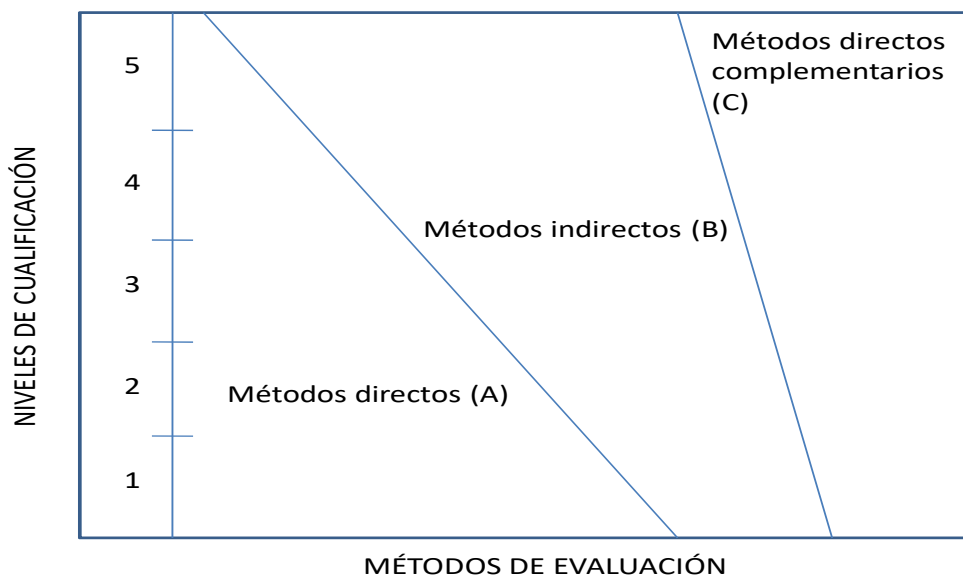 Métodos directos
complementarios
(C)
5
4
Métodos indirectos (B)
3
2
Métodos directos (A)
1
NIVELES DE CUALIFICACIÓN
MÉTODOS DE EVALUACIÓN